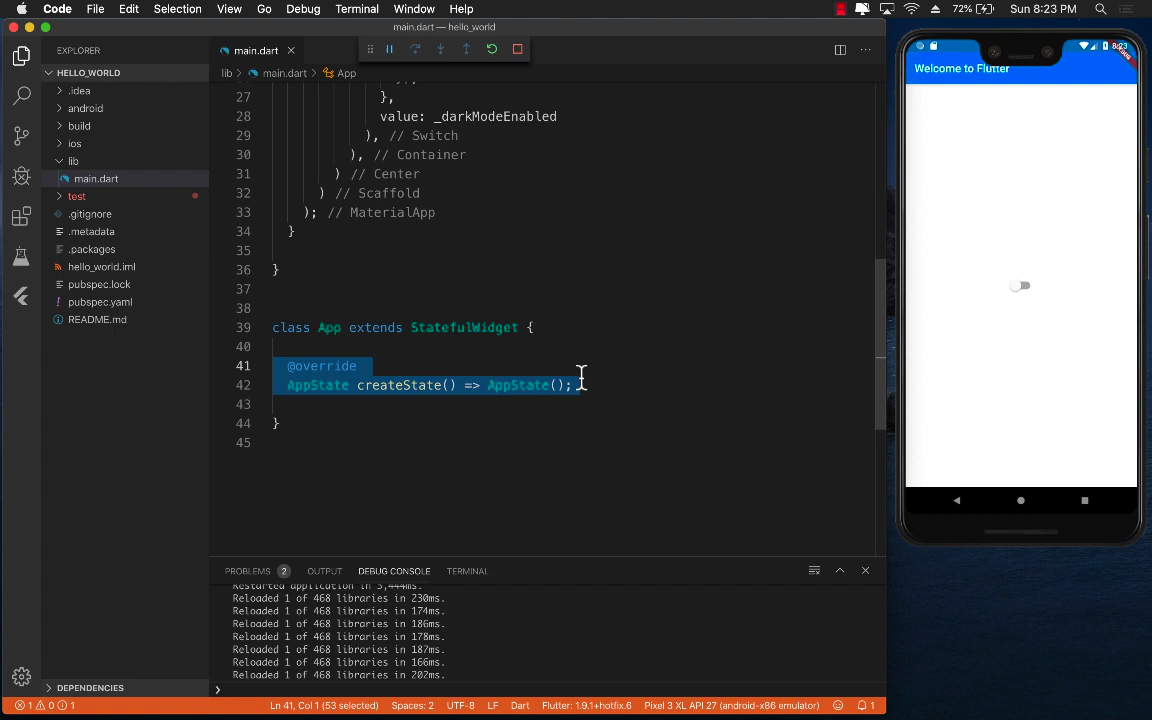 Code File Edit Selection View Go Debug Terminal Window Help
72% Sun 8:23 PM
main.dart — hello_world
EXPLORER
HELLO_WORLD
.idea
android
build
ios
lib
main.dart
test
.gitignore
.metadata
.packages
hello_world.iml
pubspec.lock
pubspec.yaml
README.md
DEPENDENCIES
main.dart
lib > main.dart > App
27 },
28 value: _darkModeEnabled
29 ), // Switch
30 ), // Container
31 ) // Center
32 ) // Scaffold
33 ); // MaterialApp
34 }
35
36 }
37
38
39 class App extends StatefulWidget {
40
41 @override
42 AppState createState() => AppState();
43
44 }
45
PROBLEMS 2 OUTPUT DEBUG CONSOLE TERMINAL
Restarted application in 3,444ms.
Reloaded 1 of 468 libraries in 230ms.
Reloaded 1 of 468 libraries in 174ms.
Reloaded 1 of 468 libraries in 186ms.
Reloaded 1 of 468 libraries in 178ms.
Reloaded 1 of 468 libraries in 187ms.
Reloaded 1 of 468 libraries in 166ms.
Reloaded 1 of 468 libraries in 202ms.
1 0 1 Ln 41, Col 1 (53 selected) Spaces: 2 UTF-8 LF Dart Flutter: 1.9.1+hotfix.6 Pixel 3 XL API 27 (android-x86 emulator) 1
8:23
Welcome to Flutter